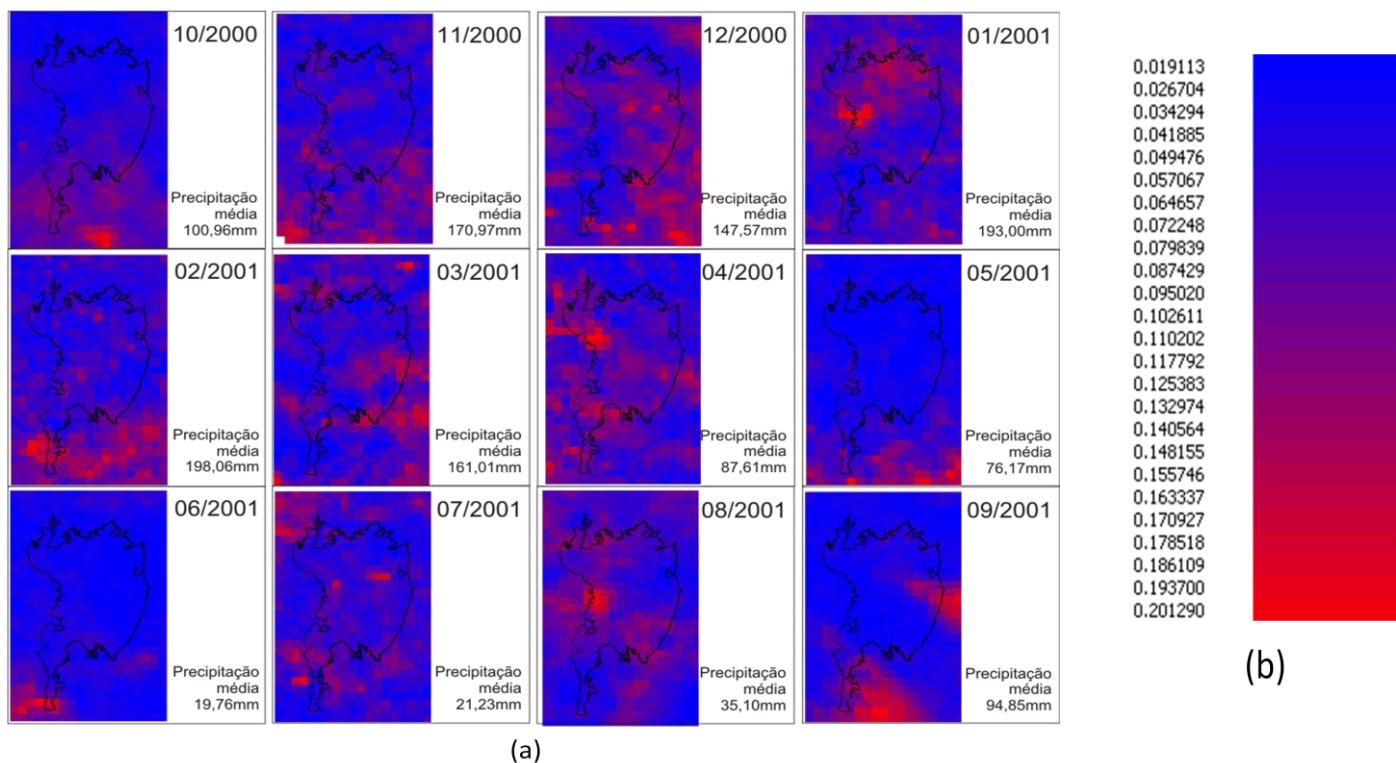 10/2000
Precipitação
média
100,96mm
11/2000
Precipitação
média
170,97mm
12/2000
Precipitação
média
147,57mm
01/2001
Precipitação
média
193,00mm
02/2001
Precipitação
média
198,06mm
03/2001
Precipitação
média
161,01mm
04/2001
Precipitação
média
87,61mm
05/2001
Precipitação
média
76,17mm
06/2001
Precipitação
média
19,76mm
07/2001
Precipitação
média
21,23mm
08/2001
Precipitação
média
35,10mm
09/2001
Precipitação
média
94,85mm
(a)
0.019113
0.026704
0.034294
0.041885
0.049476
0.057067
0.064657
0.072248
0.079839
0.087429
0.095020
0.102611
0.110202
0.117792
0.125383
0.132974
0.140564
0.148155
0.155746
0.163337
0.170927
0.178518
0.186109
0.193700
0.201290
(b)